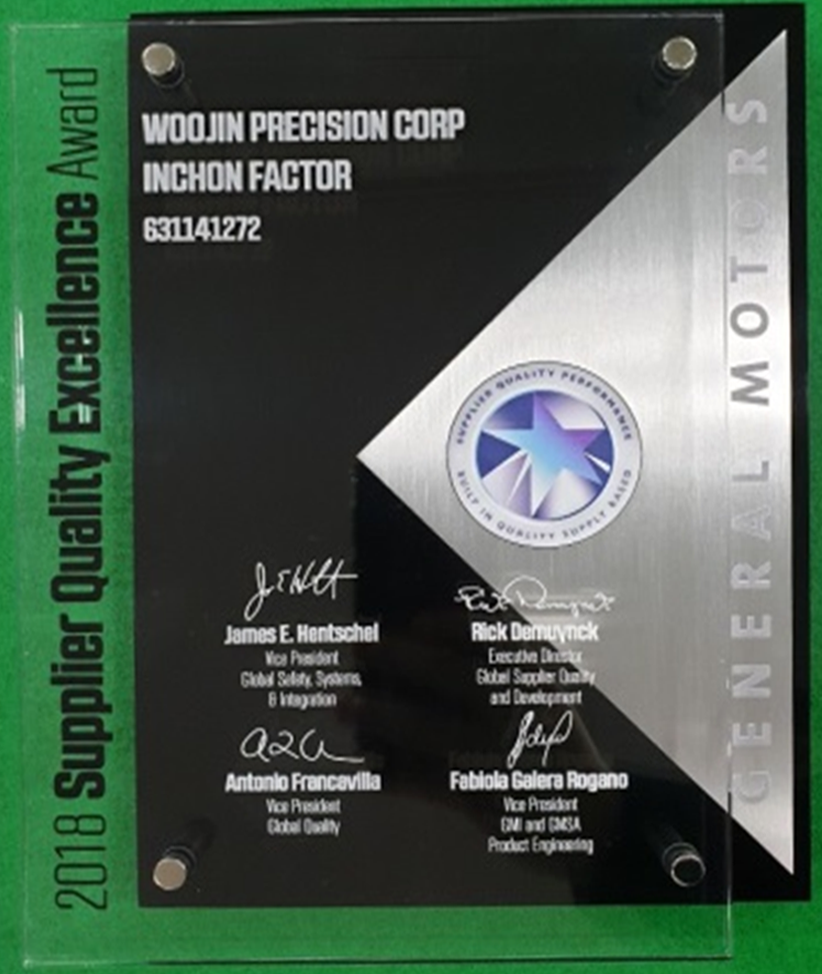 2018 Supplier Quality Excellence Award
WOOJIN PRECISION CORP
INCHON FACTOR
631141272
GENERAL MOTORS
SUPPLIER QUALITY PERFORMANCE
BUILT IN QUALITY SUPPLY BASED
James E. Hentschel
Vice President
Global Safety, Systems,
& Integration
Rick Demuynck
Executive Director
Global Supplier Quality
and Development
Antonio Francavilla
Vice President
Global Quality
Fabiola Galera Rogano
Vice President
GMI and GMSA
Product Engineering